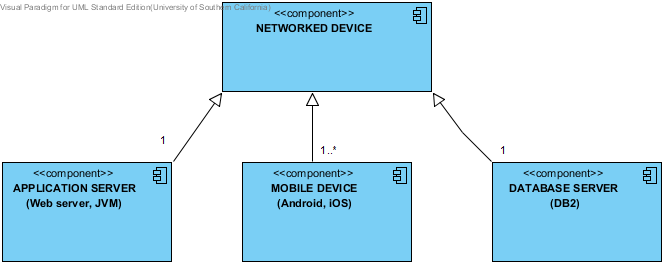 Visual Paradigm for UML Standard Edition(University of Southern California)
<<component>>
NETWORKED DEVICE
1
1..*
1
<<component>>
APPLICATION SERVER
(Web server, JVM)
<<component>>
MOBILE DEVICE
(Android, iOS)
<<component>>
DATABASE SERVER
(DB2)